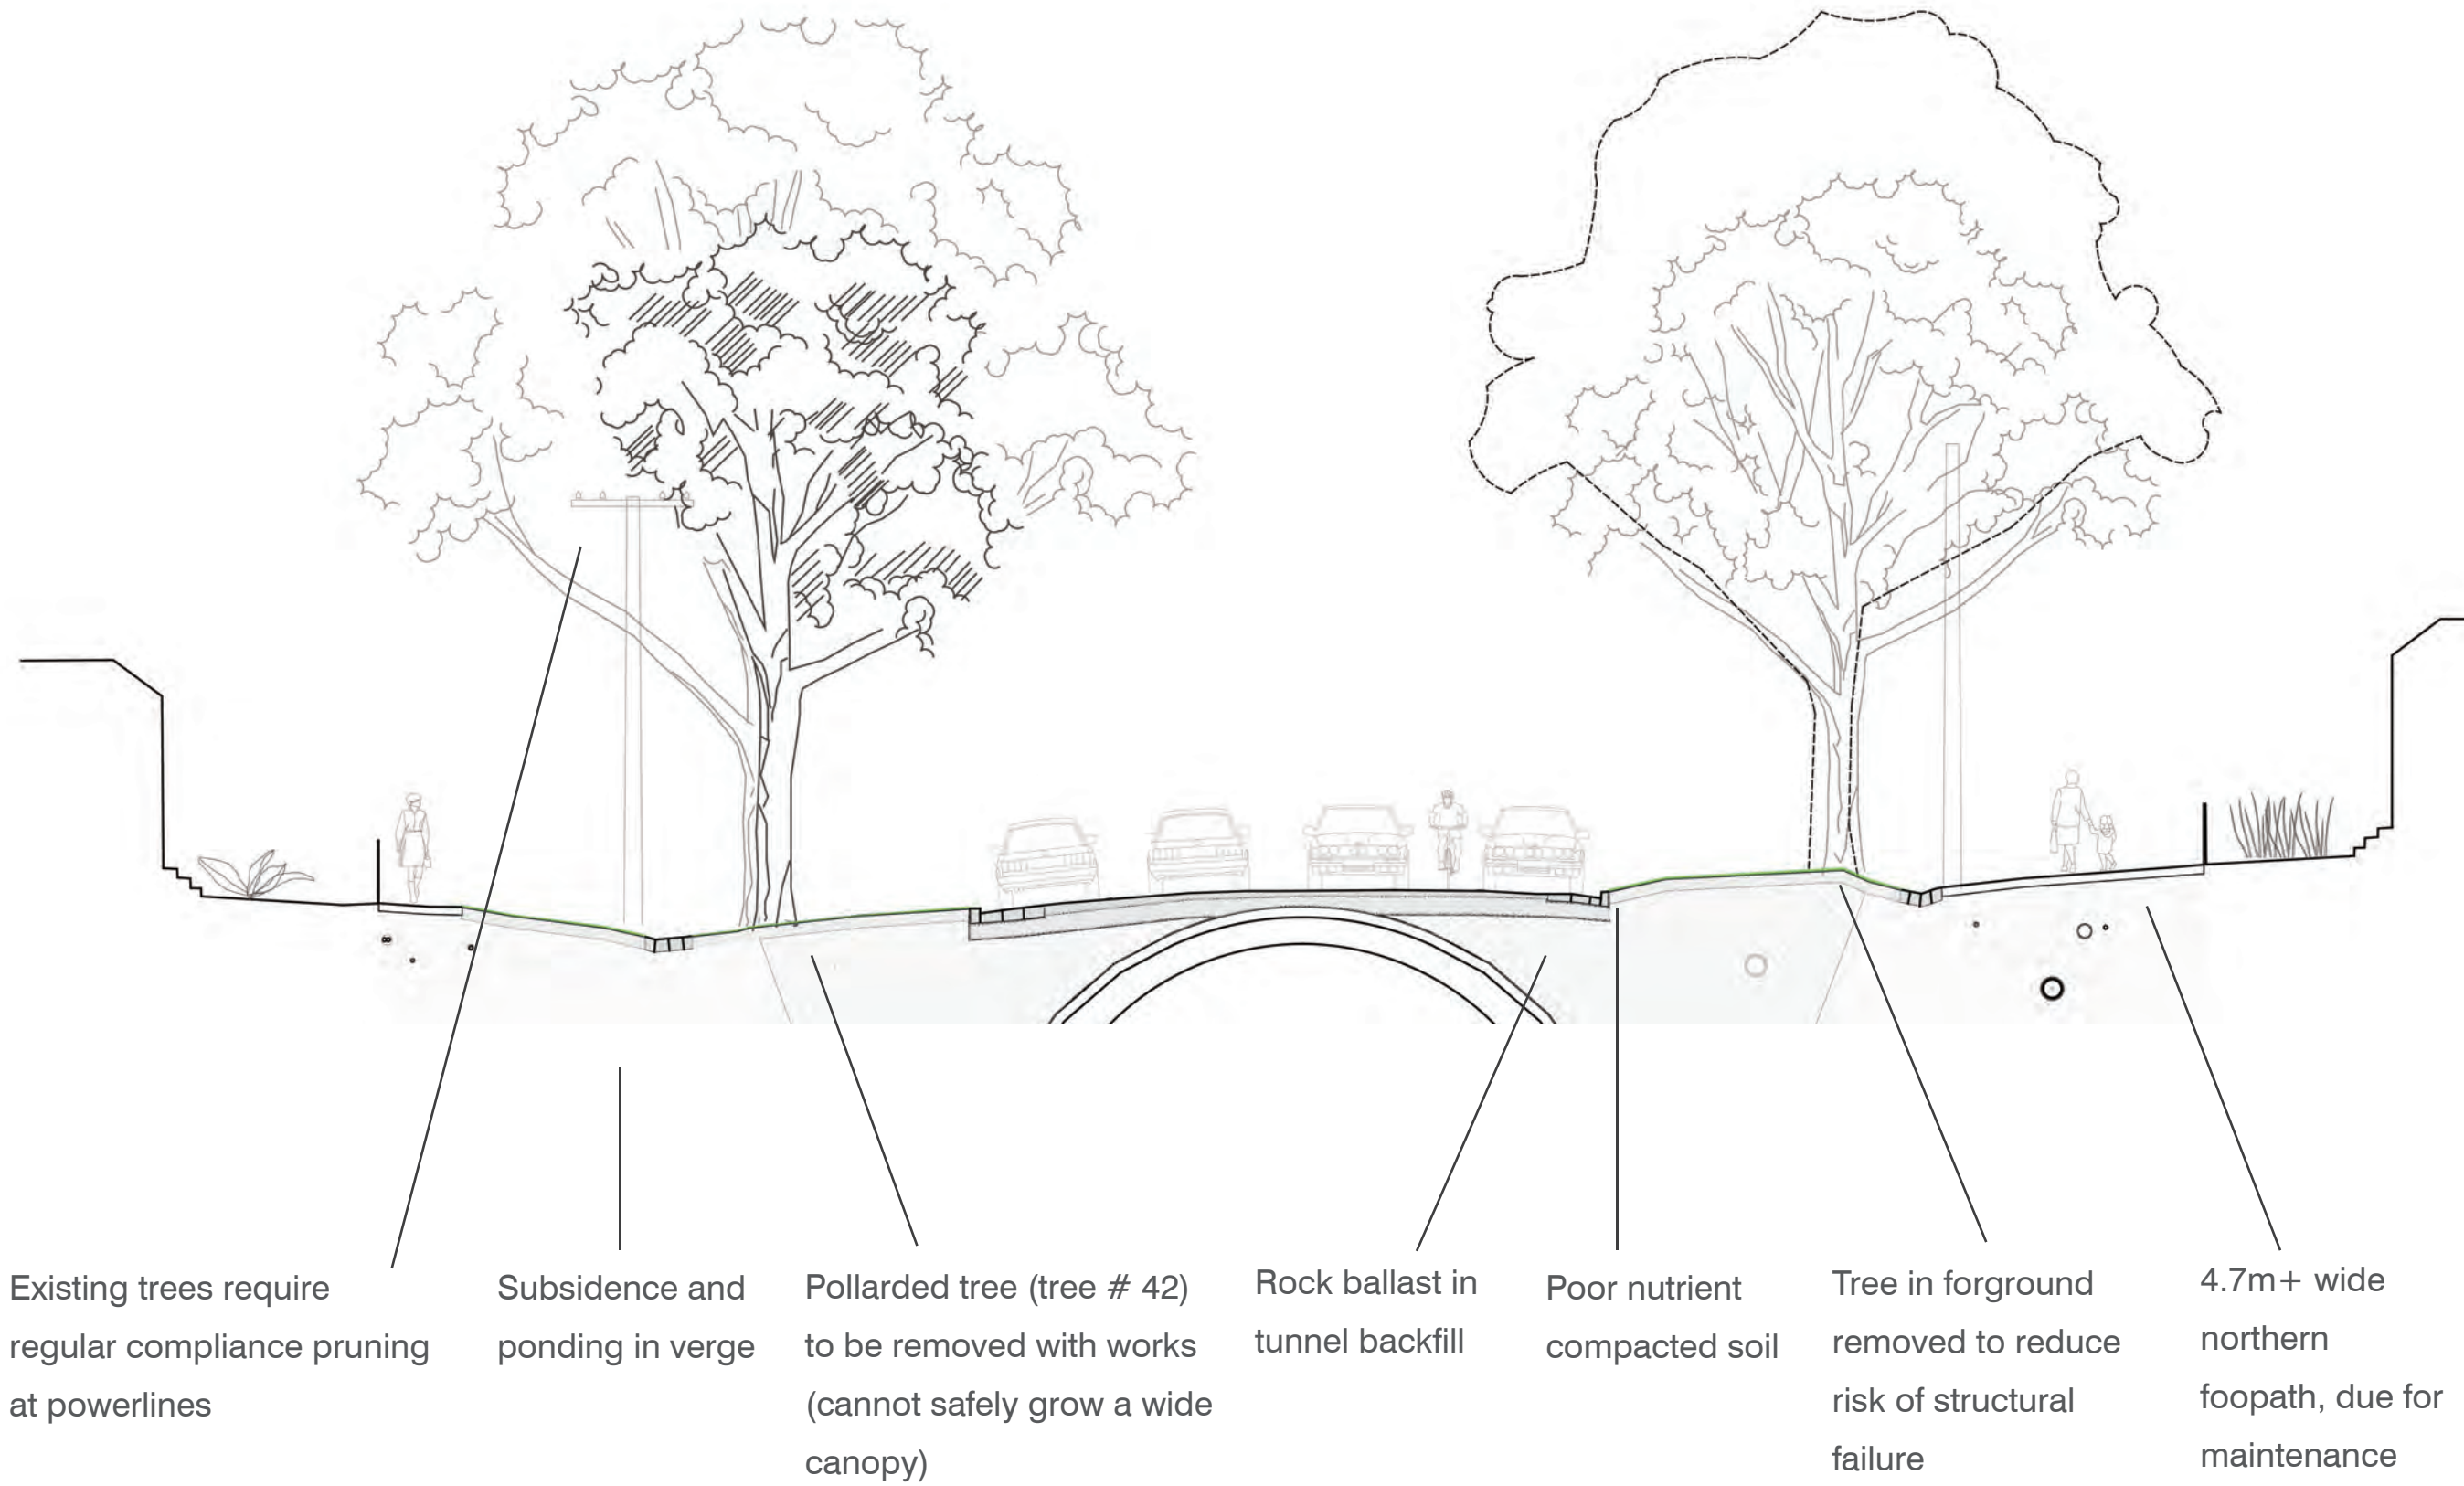 Existing trees require
regular compliance pruning
at powerlines
Subsidence and
ponding in verge
Pollarded tree (tree # 42)
to be removed with works
(cannot safely grow a wide
canopy)
Rock ballast in
tunnel backfill
Poor nutrient
compacted soil
Tree in forground
removed to reduce
risk of structural
failure
4.7m+ wide
northern
foopath, due for
maintenance